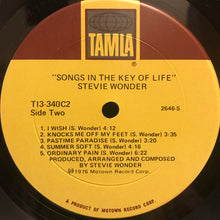 TAMLA
"SONGS IN THE KEY OF LIFE"
STEVIE WONDER
T13-340C2
Side Two
2646-S
1. I WISH (S. Wonder) 4:12
2. KNOCKS ME OFF MY FEET (S. Wonder) 3:35
3. PASTIME PARADISE (S. Wonder) 3:20
4. SUMMER SOFT (S. Wonder) 4:16
5. ORDINARY PAIN (S. Wonder) 6:22
PRODUCED, ARRANGED AND COMPOSED
BY STEVIE WONDER
©1976 Motown Record Corp.
A PRODUCT OF MOTOWN RECORD CORP.